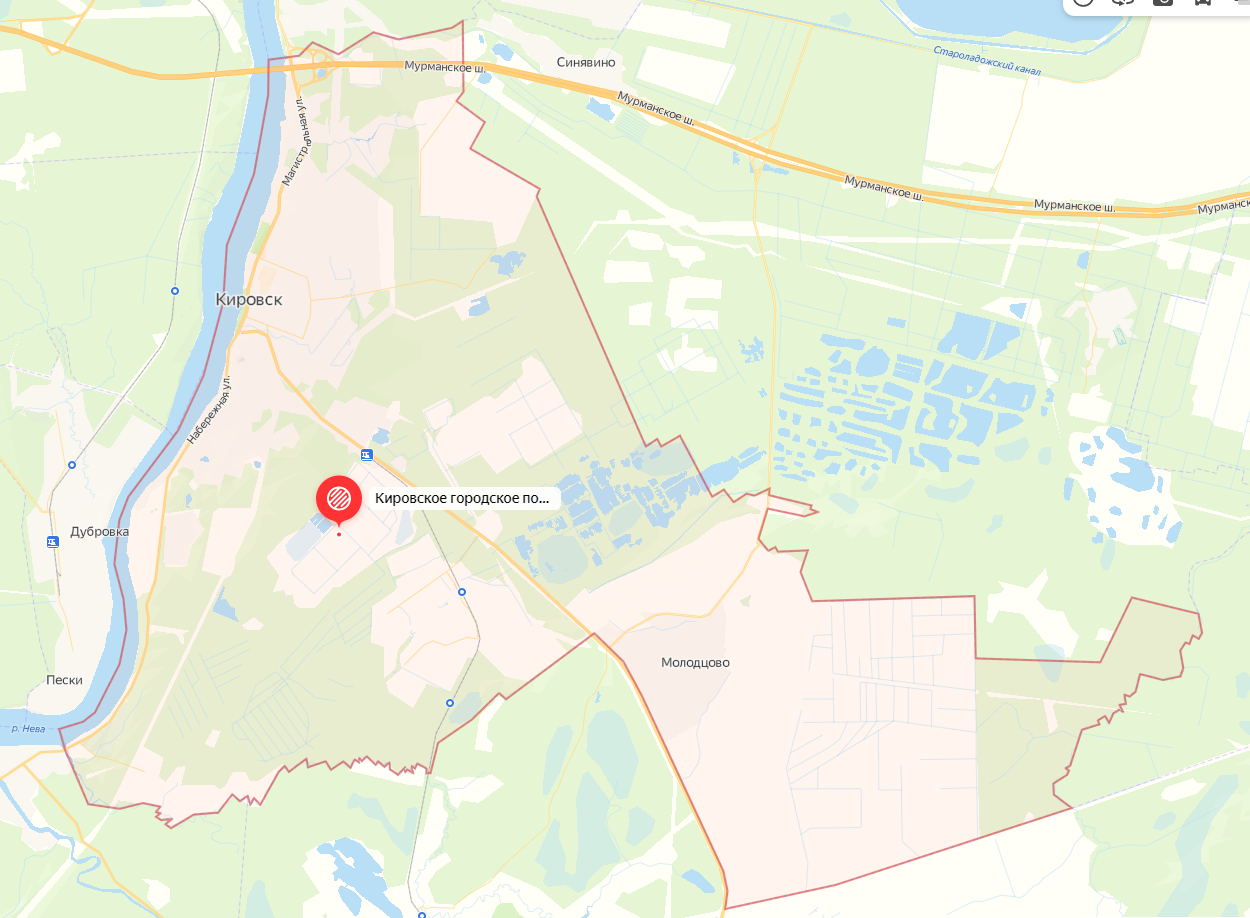 Староладожский канал
Синявино
Мурманское ш.
Мурманское ш.
Магистральная ул.
Мурманское ш.
Мурманское ш.
Мурманск
Кировск
Набережная ул.
Кировское городское по...
Дубровка
Молодцово
Пески
р. Нева